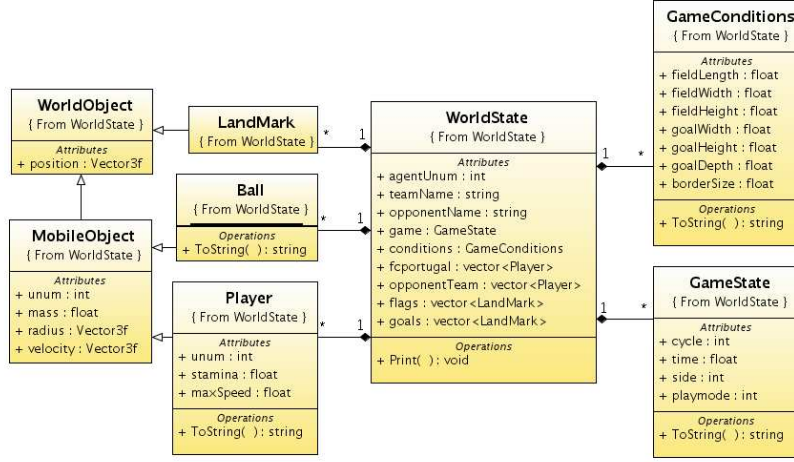 GameConditions
{ From WorldState }
Attributes
+ fieldLength : float
+ fieldWidth : float
+ fieldHeight : float
+ goalWidth : float
+ goalHeight : float
+ goalDepth : float
+ borderSize : float
Operations
+ ToString( ) : string
WorldObject
{ From WorldState }
Attributes
+ position : Vector3f
LandMark
{ From WorldState }
* 1
WorldState
{ From WorldState }
Attributes
+ agentUnum : int
+ teamName : string
+ opponentName : string
+ game : GameState
+ conditions : GameConditions
+ fcportugal : vector<Player>
+ opponentTeam : vector<Player>
+ flags : vector<LandMark>
+ goals : vector<LandMark>
Operations
+ Print( ) : void
1 *
Ball
{ From WorldState }
Operations
+ ToString( ) : string
* 1
MobileObject
{ From WorldState }
Attributes
+ unum : int
+ mass : float
+ radius : Vector3f
+ velocity : Vector3f
Player
{ From WorldState }
Attributes
+ unum : int
+ stamina : float
+ maxSpeed : float
Operations
+ ToString( ) : string
* 1
1 *
GameState
{ From WorldState }
Attributes
+ cycle : int
+ time : float
+ side : int
+ playmode : int
Operations
+ ToString( ) : string